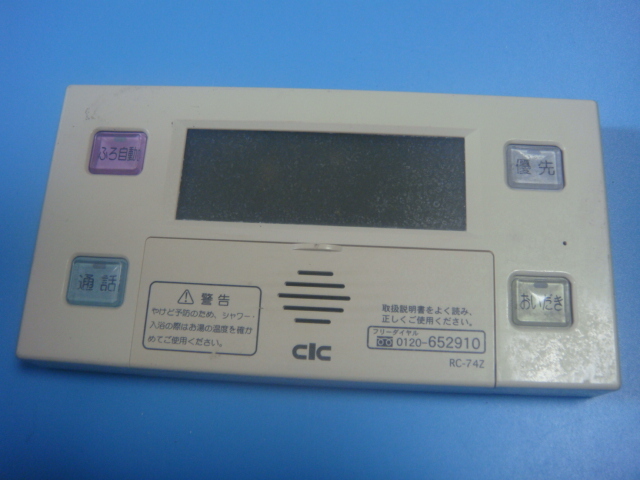 ふろ自動
優先
通話
おいだき
警告
やけど予防のため、シャワー・
入浴の際はお湯の温度を確か
めてご使用ください。
取扱説明書をよく読み、
正しくご使用ください。
フリーダイヤル
0120-652910
CIC
RC-74Z